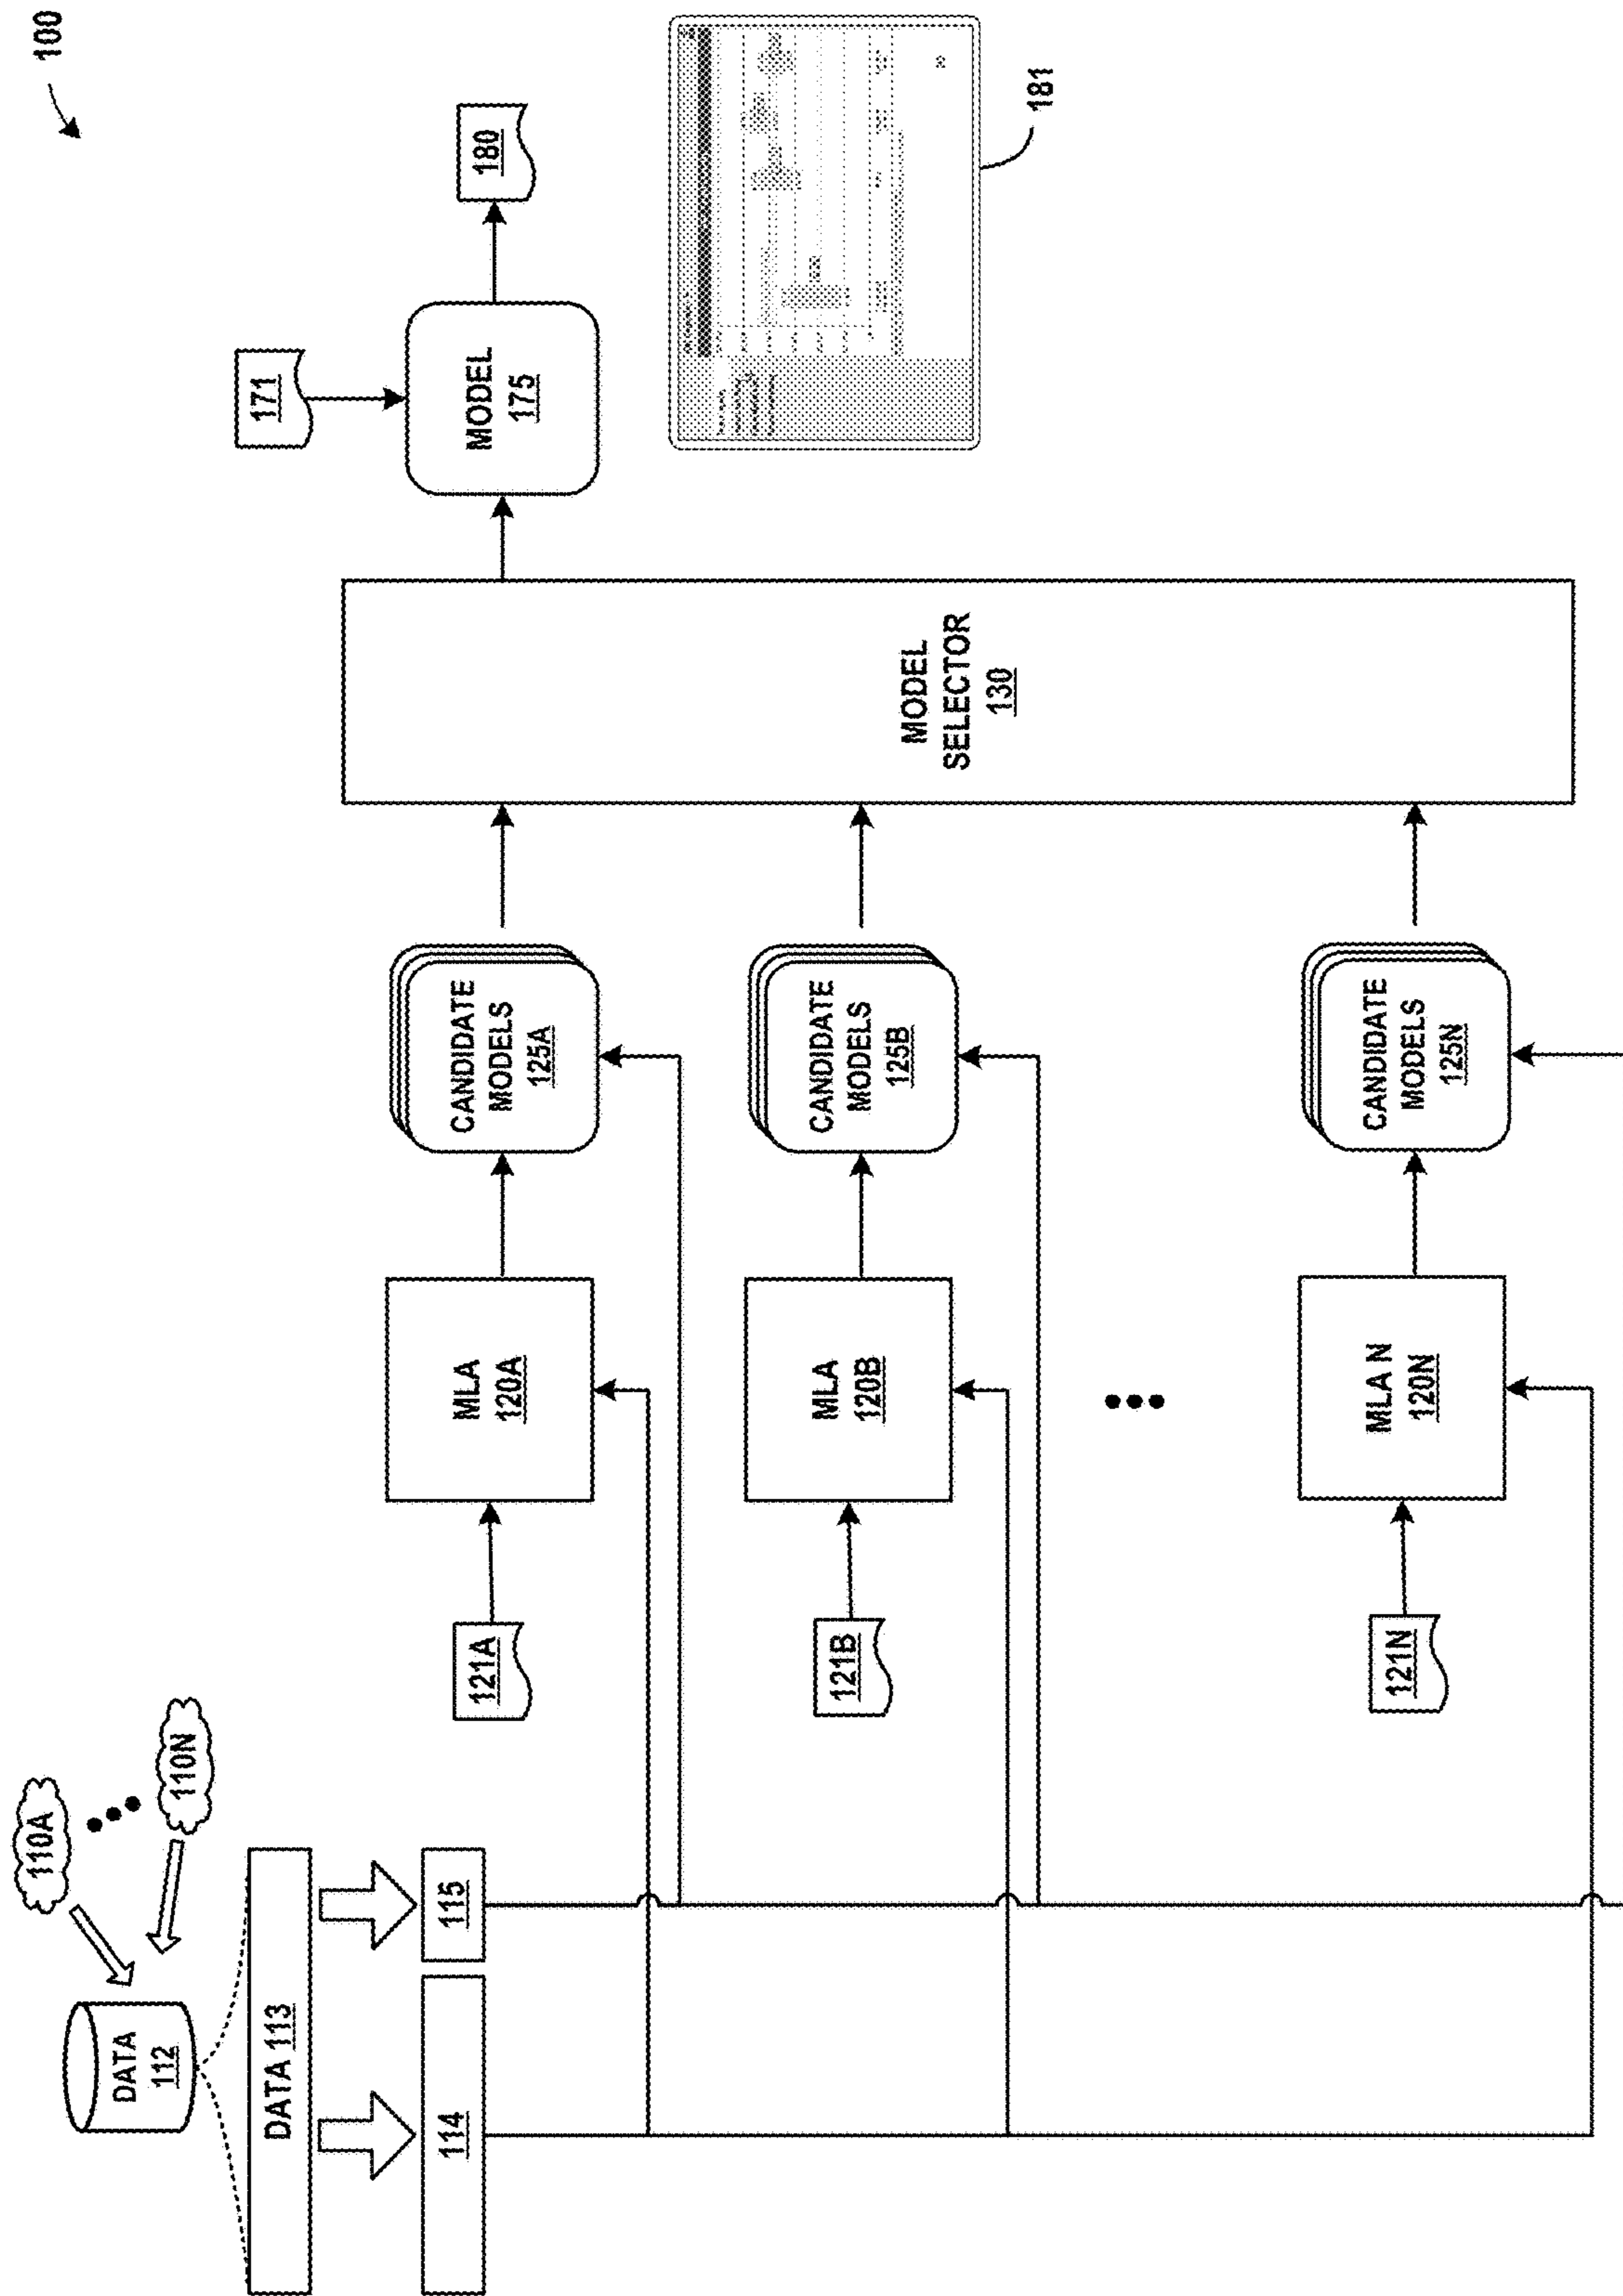 100
110A
110N
DATA
112
DATA 113
114
115
121A
MLA
120A
CANDIDATE
MODELS
125A
121B
MLA
120B
CANDIDATE
MODELS
125B
121N
MLA N
120N
CANDIDATE
MODELS
125N
MODEL
SELECTOR
130
171
MODEL
175
180
181